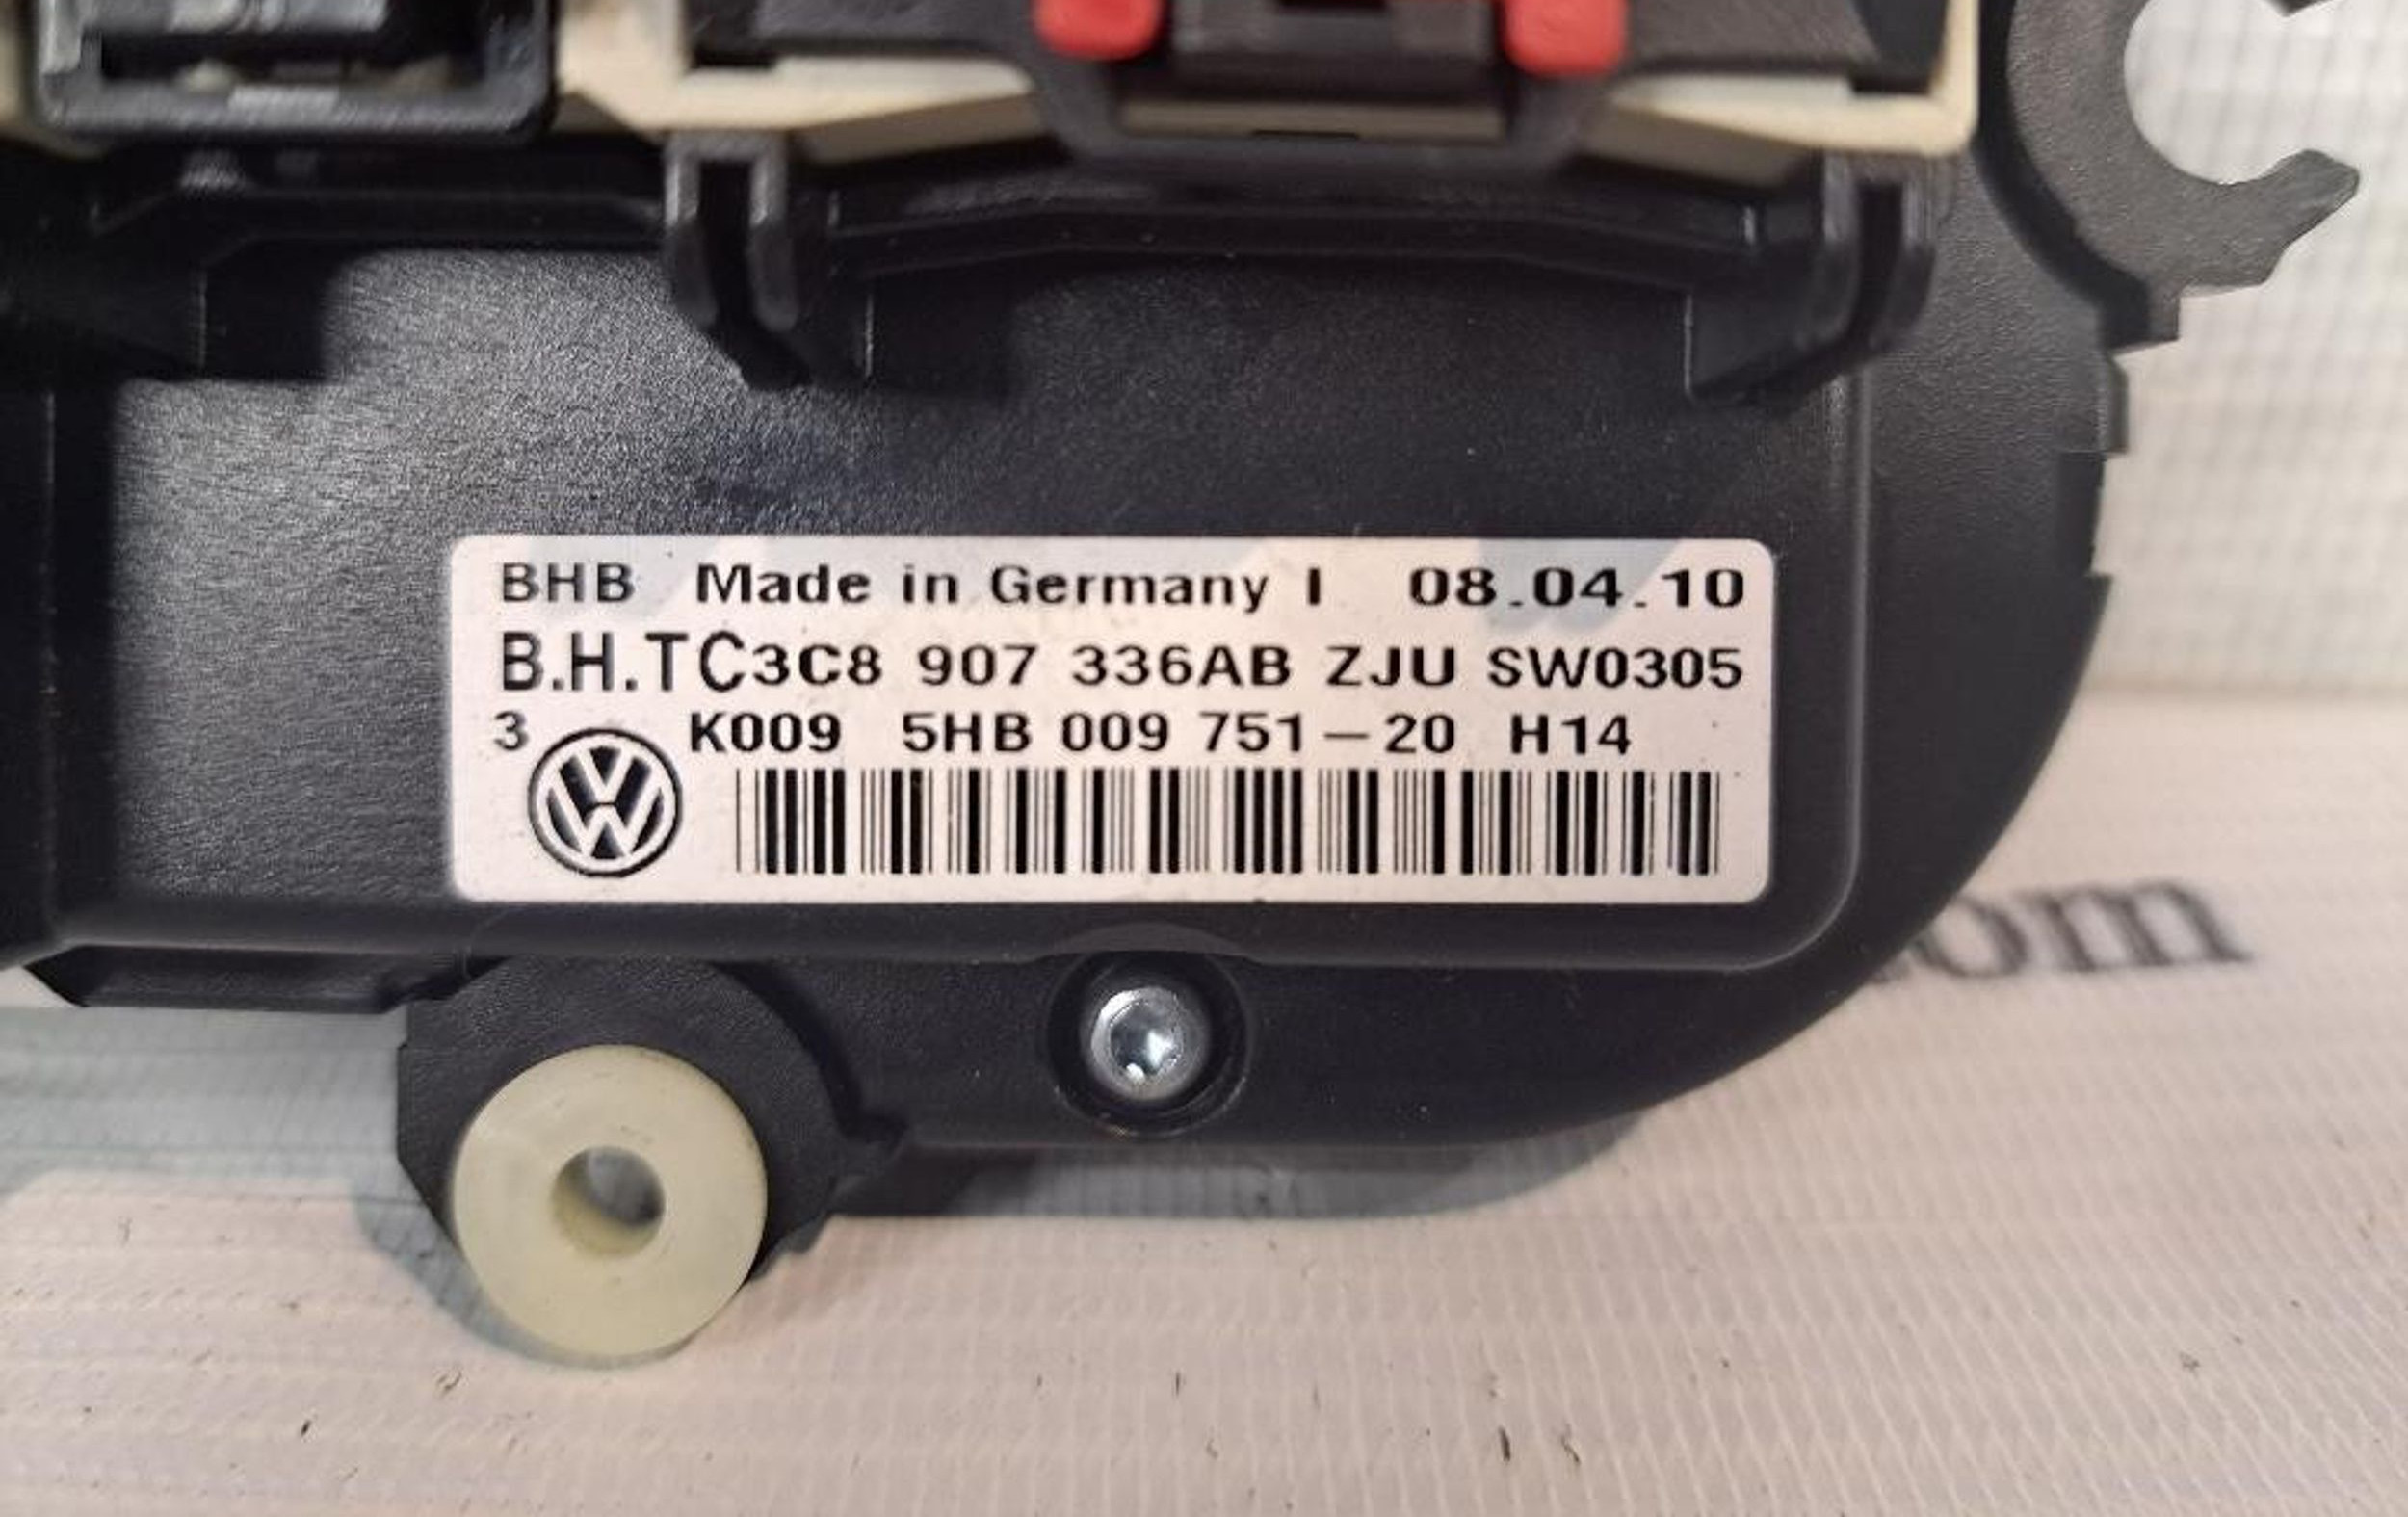 BHB Made in Germany I 08.04.10
B.H.TC3C8 907 336AB ZJU SW0305
3 K009 5HB 009 751-20 H14
om